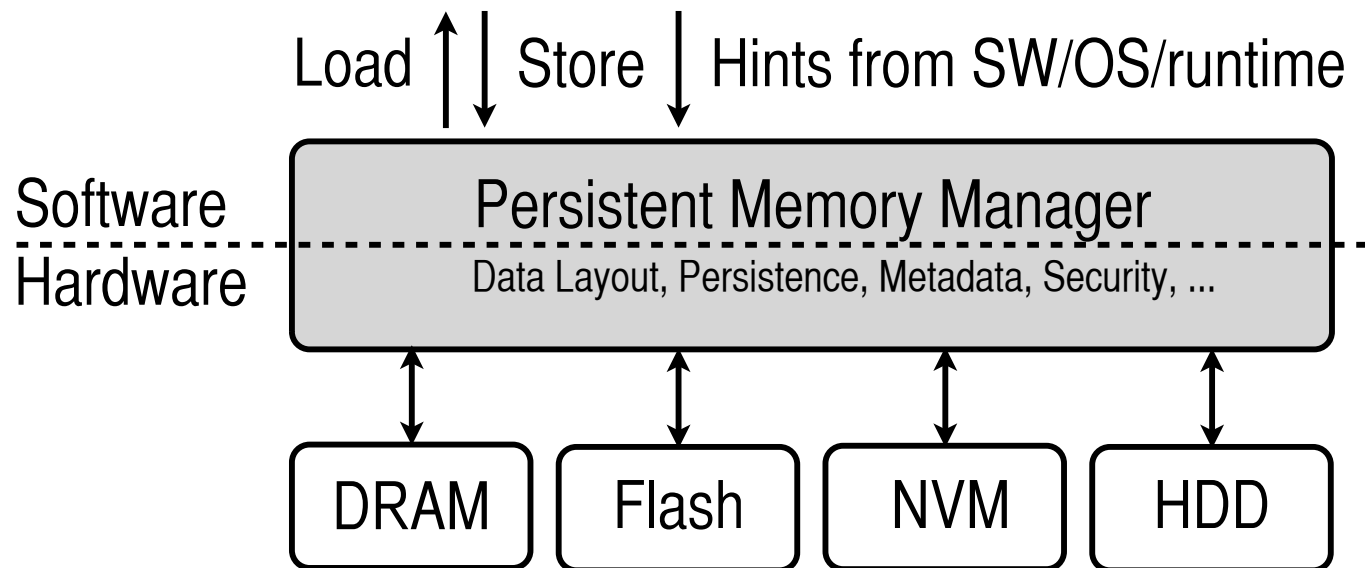 Load Store Hints from SW/OS/runtime
Software
Persistent Memory Manager
Hardware
Data Layout, Persistence, Metadata, Security, ...
DRAM Flash NVM HDD